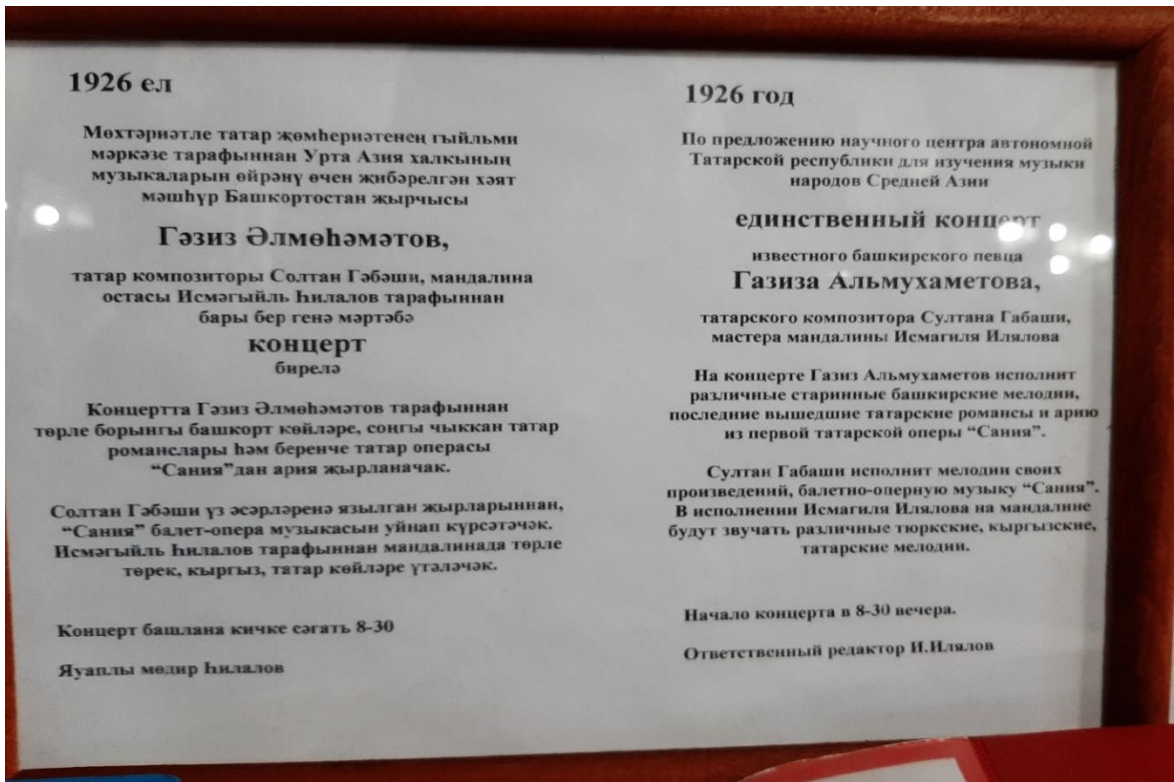 1926 ел
Мөхтәриәтле татар җөмһериәтенең гыйльми
мәркәзе тарафыннан Урта Азия халкының
музыкаларын өйрәнү өчен җибәрелгән хәят
мәшһүр Башкортостан җырчысы
Гәзиз Әлмөһәмәтов,
татар композиторы Солтан Гәбәши, мандалина
остасы Исмәгыйль Һилалов тарафыннан
бары бер генә мәртәбә
концерт
бирелә
Концертта Гәзиз Әлмөһәмәтов тарафыннан
төрле борынгы башкорт көйләре, соңгы чыккан татар
романслары һәм беренче татар операсы
“Сания”дан ария җырланачак.
Солтан Гәбәши үз әсәрләренә язылган җырларыннан,
“Сания” балет-опера музыкасын уйнап күрсәтәчәк.
Исмәгыйль Һилалов тарафыннан мандалинада төрле
төрек, кыргыз, татар көйләре үтәләчәк.
Концерт башлана кичке сәгать 8-30
Яуаплы мөдир Һилалов
1926 год
По предложению научного центра автономной
Татарской республики для изучения музыки
народов Средней Азии
единственный концерт
известного башкирского певца
Газиза Альмухаметова,
татарского композитора Султана Габаши,
мастера мандалины Исмагиля Илялова
На концерте Газиз Альмухаметов исполнит
различные старинные башкирские мелодии,
последние вышедшие татарские романсы и арию
из первой татарской оперы “Сания”.
Султан Габаши исполнит мелодии своих
произведений, балетно-оперную музыку “Сания”.
В исполнении Исмагиля Илялова на мандалине
будут звучать различные тюркские, кыргызские,
татарские мелодии.
Начало концерта в 8-30 вечера.
Ответственный редактор И.Илялов